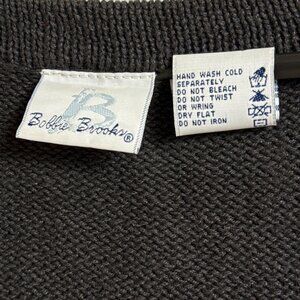 B
Bobbie Brooks®
HAND WASH COLD
SEPARATELY
DO NOT BLEACH
DO NOT TWIST
OR WRING
DRY FLAT
DO NOT IRON